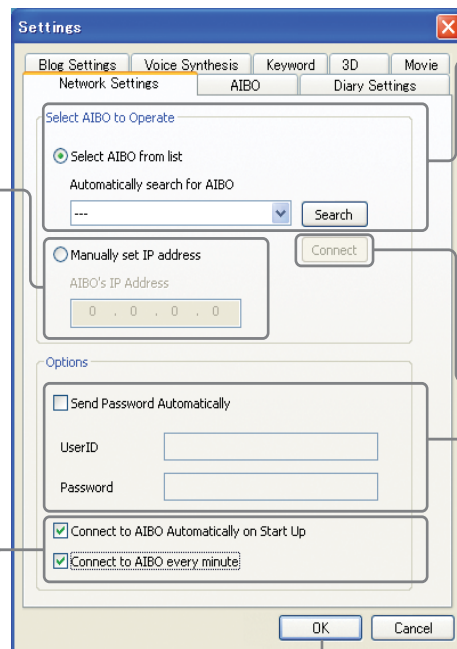 Settings
Blog Settings Voice Synthesis Keyword 3D Movie
Network Settings AIBO Diary Settings
Select AIBO to Operate
Select AIBO from list
Automatically search for AIBO
--- Search
Manually set IP address Connect
AIBO's IP Address
0 . 0 . 0 . 0
Options
Send Password Automatically
UserID
Password
Connect to AIBO Automatically on Start Up
Connect to AIBO every minute
OK Cancel